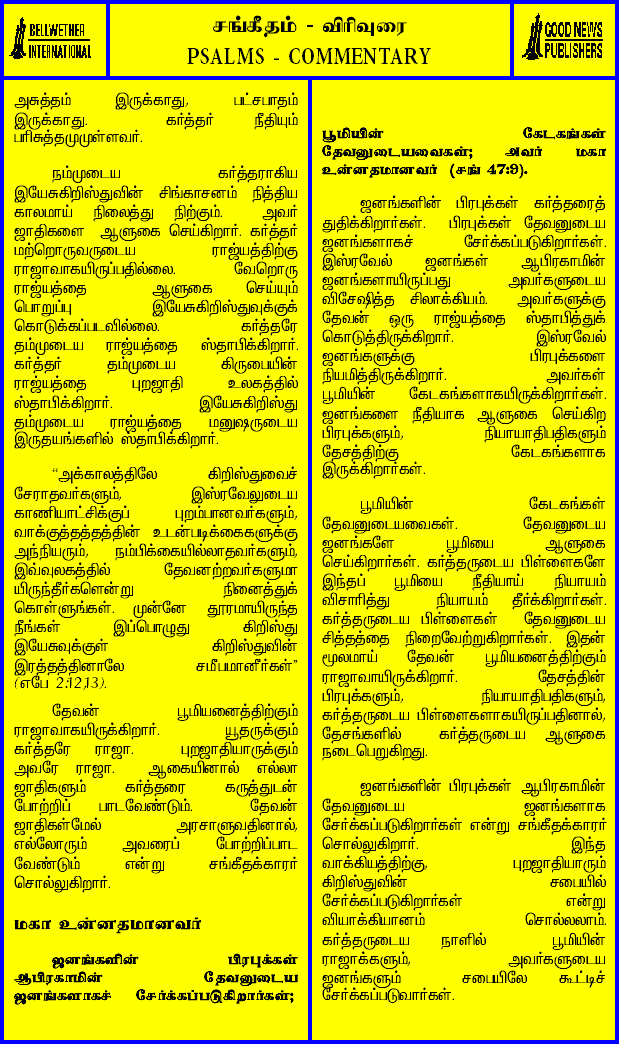 BELLWETHER
INTERNATIONAL
சங்கீதம் - விரிவுரை
PSALMS - COMMENTARY
GOOD NEWS
PUBLISHERS
அசுத்தம் இருக்காது, பட்சபாதம்
இருக்காது. கர்த்தர் நீதியும்
பரிசுத்தமுமுள்ளவர்.
நம்முடைய கர்த்தராகிய
இயேசுகிறிஸ்துவின் சிங்காசனம் நித்திய
காலமாய் நிலைத்து நிற்கும். அவர்
ஜாதிகளை ஆளுகை செய்கிறார். கர்த்தர்
மற்றொருவருடைய ராஜ்யத்திற்கு
ராஜாவாகயிருப்பதில்லை. வேறொரு
ராஜ்யத்தை ஆளுகை செய்யும்
பொறுப்பு இயேசுகிறிஸ்துவுக்குக்
கொடுக்கப்படவில்லை. கர்த்தரே
தம்முடைய ராஜ்யத்தை ஸ்தாபிக்கிறார்.
கர்த்தர் தம்முடைய கிருபையின்
ராஜ்யத்தை புறஜாதி உலகத்தில்
ஸ்தாபிக்கிறார். இயேசுகிறிஸ்து
தம்முடைய ராஜ்யத்தை மனுஷருடைய
இருதயங்களில் ஸ்தாபிக்கிறார்.
“அக்காலத்திலே கிறிஸ்துவைச்
சேராதவர்களும், இஸ்ரவேலுடைய
காணியாட்சிக்குப் புறம்பானவர்களும்,
வாக்குத்தத்தத்தின் உடன்படிக்கைகளுக்கு
அந்நியரும், நம்பிக்கையில்லாதவர்களும்,
இவ்வுலகத்தில் தேவனற்றவர்களுமா
யிருந்தீர்களென்று நினைத்துக்
கொள்ளுங்கள். முன்னே தூரமாயிருந்த
நீங்கள் இப்பொழுது கிறிஸ்து
இயேசுவுக்குள் கிறிஸ்துவின்
இரத்தத்தினாலே சமீபமானீர்கள்”
(எபே 2:12,13).
தேவன் பூமியனைத்திற்கும்
ராஜாவாயிருக்கிறார். யூதருக்கும்
கர்த்தரே ராஜா. புறஜாதியாருக்கும்
அவரே ராஜா. ஆகையினால் எல்லா
ஜாதிகளும் கர்த்தரை கருத்துடன்
போற்றிப் பாடவேண்டும். தேவன்
ஜாதிகள்மேல் அரசாளுவதினால்,
எல்லோரும் அவரைப் போற்றிப்பாட
வேண்டும் என்று சங்கீதக்காரர்
சொல்லுகிறார்.
மகா உன்னதமானவர்
ஜனங்களின் பிரபுக்கள்
ஆபிரகாமின் தேவனுடைய
ஜனங்களாகச் சேர்க்கப்படுகிறார்கள்;
பூமியின் கேடகங்கள்
தேவனுடையவைகள்; அவர் மகா
உன்னதமானவர் (சங் 47:9).
ஜனங்களின் பிரபுக்கள் கர்த்தரைத்
துதிக்கிறார்கள். பிரபுக்கள் தேவனுடைய
ஜனங்களாகச் சேர்க்கப்படுகிறார்கள்.
இஸ்ரவேல் ஜனங்கள் ஆபிரகாமின்
ஜனங்களாயிருப்பது அவர்களுடைய
விசேஷித்த சிலாக்கியம். அவர்களுக்கு
தேவன் ஒரு ராஜ்யத்தை ஸ்தாபித்துக்
கொடுத்திருக்கிறார். இஸ்ரவேல்
ஜனங்களுக்கு பிரபுக்களை
நியமித்திருக்கிறார். அவர்கள்
பூமியின் கேடகங்களாகயிருக்கிறார்கள்.
ஜனங்களை நீதியாக ஆளுகை செய்கிற
பிரபுக்களும், நியாயாதிபதிகளும்
தேசத்திற்கு கேடகங்களாக
இருக்கிறார்கள்.
பூமியின் கேடகங்கள்
தேவனுடையவைகள். தேவனுடைய
ஜனங்களே பூமியை ஆளுகை
செய்கிறார்கள். கர்த்தருடைய பிள்ளைகளே
இந்தப் பூமியை நீதியாய் நியாயம்
விசாரித்து நியாயம் தீர்க்கிறார்கள்.
கர்த்தருடைய பிள்ளைகள் தேவனுடைய
சித்தத்தை நிறைவேற்றுகிறார்கள். இதன்
மூலமாய் தேவன் பூமியனைத்திற்கும்
ராஜாவாயிருக்கிறார். தேசத்தின்
பிரபுக்களும், நியாயாதிபதிகளும்,
கர்த்தருடைய பிள்ளைகளாகயிருப்பதினால்,
தேசங்களில் கர்த்தருடைய ஆளுகை
நடைபெறுகிறது.
ஜனங்களின் பிரபுக்கள் ஆபிரகாமின்
தேவனுடைய ஜனங்களாக
சேர்க்கப்படுகிறார்கள் என்று சங்கீதக்காரர்
சொல்லுகிறார். இந்த
வாக்கியத்திற்கு, புறஜாதியாரும்
கிறிஸ்துவின் சபையில்
சேர்க்கப்படுகிறார்கள் என்று
வியாக்கியானம் சொல்லலாம்.
கர்த்தருடைய நாளில் பூமியின்
ராஜாக்களும், அவர்களுடைய
ஜனங்களும் சபையிலே கூட்டிச்
சேர்க்கப்படுவார்கள்.